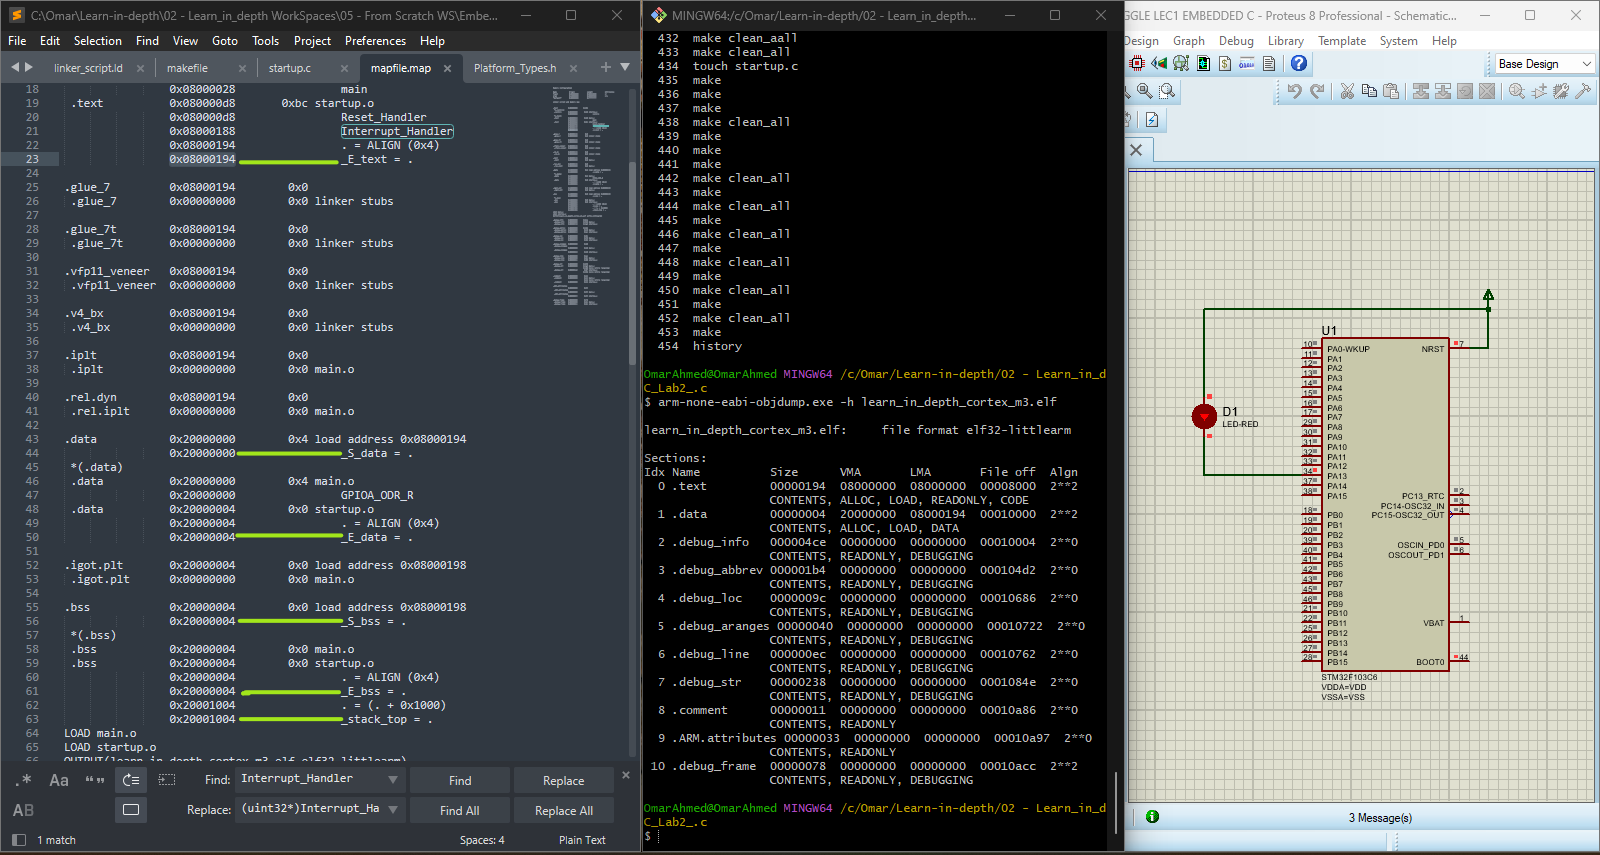 C:\Omar\Learn-in-depth\02 - Learn_in_depth WorkSpaces\05 - From Scratch WS\Embe...
File Edit Selection Find View Goto Tools Project Preferences Help
linker_script.ld makefile startup.c mapfile.map Platform_Types.h
18 0x08000028 main
19 .text 0x080000d8 0xbc startup.o
20 0x080000d8 Reset_Handler
21 0x08000188 Interrupt_Handler
22 0x08000194 . = ALIGN (0x4)
23 0x08000194 _E_text = .
24
25 .glue_7 0x08000194 0x0
26 .glue_7 0x00000000 0x0 linker stubs
27
28 .glue_7t 0x08000194 0x0
29 .glue_7t 0x00000000 0x0 linker stubs
30
31 .vfp11_veneer 0x08000194 0x0
32 .vfp11_veneer 0x00000000 0x0 linker stubs
33
34 .v4_bx 0x08000194 0x0
35 .v4_bx 0x00000000 0x0 linker stubs
36
37 .iplt 0x08000194 0x0
38 .iplt 0x00000000 0x0 main.o
39
40 .rel.dyn 0x08000194 0x0
41 .rel.iplt 0x00000000 0x0 main.o
42
43 .data 0x20000000 0x4 load address 0x08000194
44 0x20000000 _S_data = .
45 *(.data)
46 .data 0x20000000 0x4 main.o
47 0x20000000 GPIOA_ODR_R
48 .data 0x20000004 0x0 startup.o
49 0x20000004 . = ALIGN (0x4)
50 0x20000004 _E_data = .
51
52 .igot.plt 0x20000004 0x0 load address 0x08000198
53 .igot.plt 0x00000000 0x0 main.o
54
55 .bss 0x20000004 0x0 load address 0x08000198
56 0x20000004 _S_bss = .
57 *(.bss)
58 .bss 0x20000004 0x0 main.o
59 .bss 0x20000004 0x0 startup.o
60 0x20000004 . = ALIGN (0x4)
61 0x20000004 _E_bss = .
62 0x20001004 . = (. + 0x1000)
63 0x20001004 _stack_top = .
64 LOAD main.o
65 LOAD startup.o
Find: Interrupt_Handler Find Replace
Replace: (uint32*)Interrupt_Ha Find All Replace All
1 match Spaces: 4 Plain Text
MINGW64:/c/Omar/Learn-in-depth/02 - Learn_in_depth...
432 make clean_aall
433 make clean_all
434 touch startup.c
435 make
436 make
437 make
438 make clean_all
439 make
440 make
441 make
442 make clean_all
443 make
444 make clean_all
445 make
446 make clean_all
447 make
448 make clean_all
449 make
450 make clean_all
451 make
452 make clean_all
453 make
454 history
OmarAhmed@OmarAhmed MINGW64 /c/Omar/Learn-in-depth/02 - Learn_in_d
C_Lab2_.c
$ arm-none-eabi-objdump.exe -h learn_in_depth_cortex_m3.elf
learn_in_depth_cortex_m3.elf: file format elf32-littlearm
Sections:
Idx Name Size VMA LMA File off Algn
0 .text 00000194 08000000 08000000 00008000 2**2
CONTENTS, ALLOC, LOAD, READONLY, CODE
1 .data 00000004 20000000 08000194 00010000 2**2
CONTENTS, ALLOC, LOAD, DATA
2 .debug_info 000004ce 00000000 00000000 00010004 2**0
CONTENTS, READONLY, DEBUGGING
3 .debug_abbrev 000001b4 00000000 00000000 000104d2 2**0
CONTENTS, READONLY, DEBUGGING
4 .debug_loc 0000009c 00000000 00000000 00010686 2**0
CONTENTS, READONLY, DEBUGGING
5 .debug_aranges 00000040 00000000 00000000 00010722 2**0
CONTENTS, READONLY, DEBUGGING
6 .debug_line 000000ec 00000000 00000000 00010762 2**0
CONTENTS, READONLY, DEBUGGING
7 .debug_str 00000238 00000000 00000000 0001084e 2**0
CONTENTS, READONLY, DEBUGGING
8 .comment 00000011 00000000 00000000 00010a86 2**0
CONTENTS, READONLY
9 .ARM.attributes 00000033 00000000 00000000 00010a97 2**0
CONTENTS, READONLY
10 .debug_frame 00000078 00000000 00000000 00010acc 2**2
CONTENTS, READONLY, DEBUGGING
OmarAhmed@OmarAhmed MINGW64 /c/Omar/Learn-in-depth/02 - Learn_in_d
C_Lab2_.c
$
GGLE LEC1 EMBEDDED C - Proteus 8 Professional - Schematic...
Design Graph Debug Library Template System Help
Base Design
U1
PA0-WKUP NRST 7
PA1
PA2
PA3
PA4
PA5
PA6
PA7
PA8
PA9
PA10
PA11
PA12
PA13
PA14
PA15
PC13_RTC 2
PC14-OSC32_IN 3
PB0 PC15-OSC32_OUT 4
PB1
PB2
PB3 OSCIN_PD0 5
PB4 OSCOUT_PD1 6
PB5
PB6
PB7
PB8
PB9
PB10
PB11 VBAT 1
PB12
PB13
PB14
PB15 BOOT0 44
STM32F103C6
VDDA=VDD
VSSA=VSS
D1
LED-RED
3 Message(s)